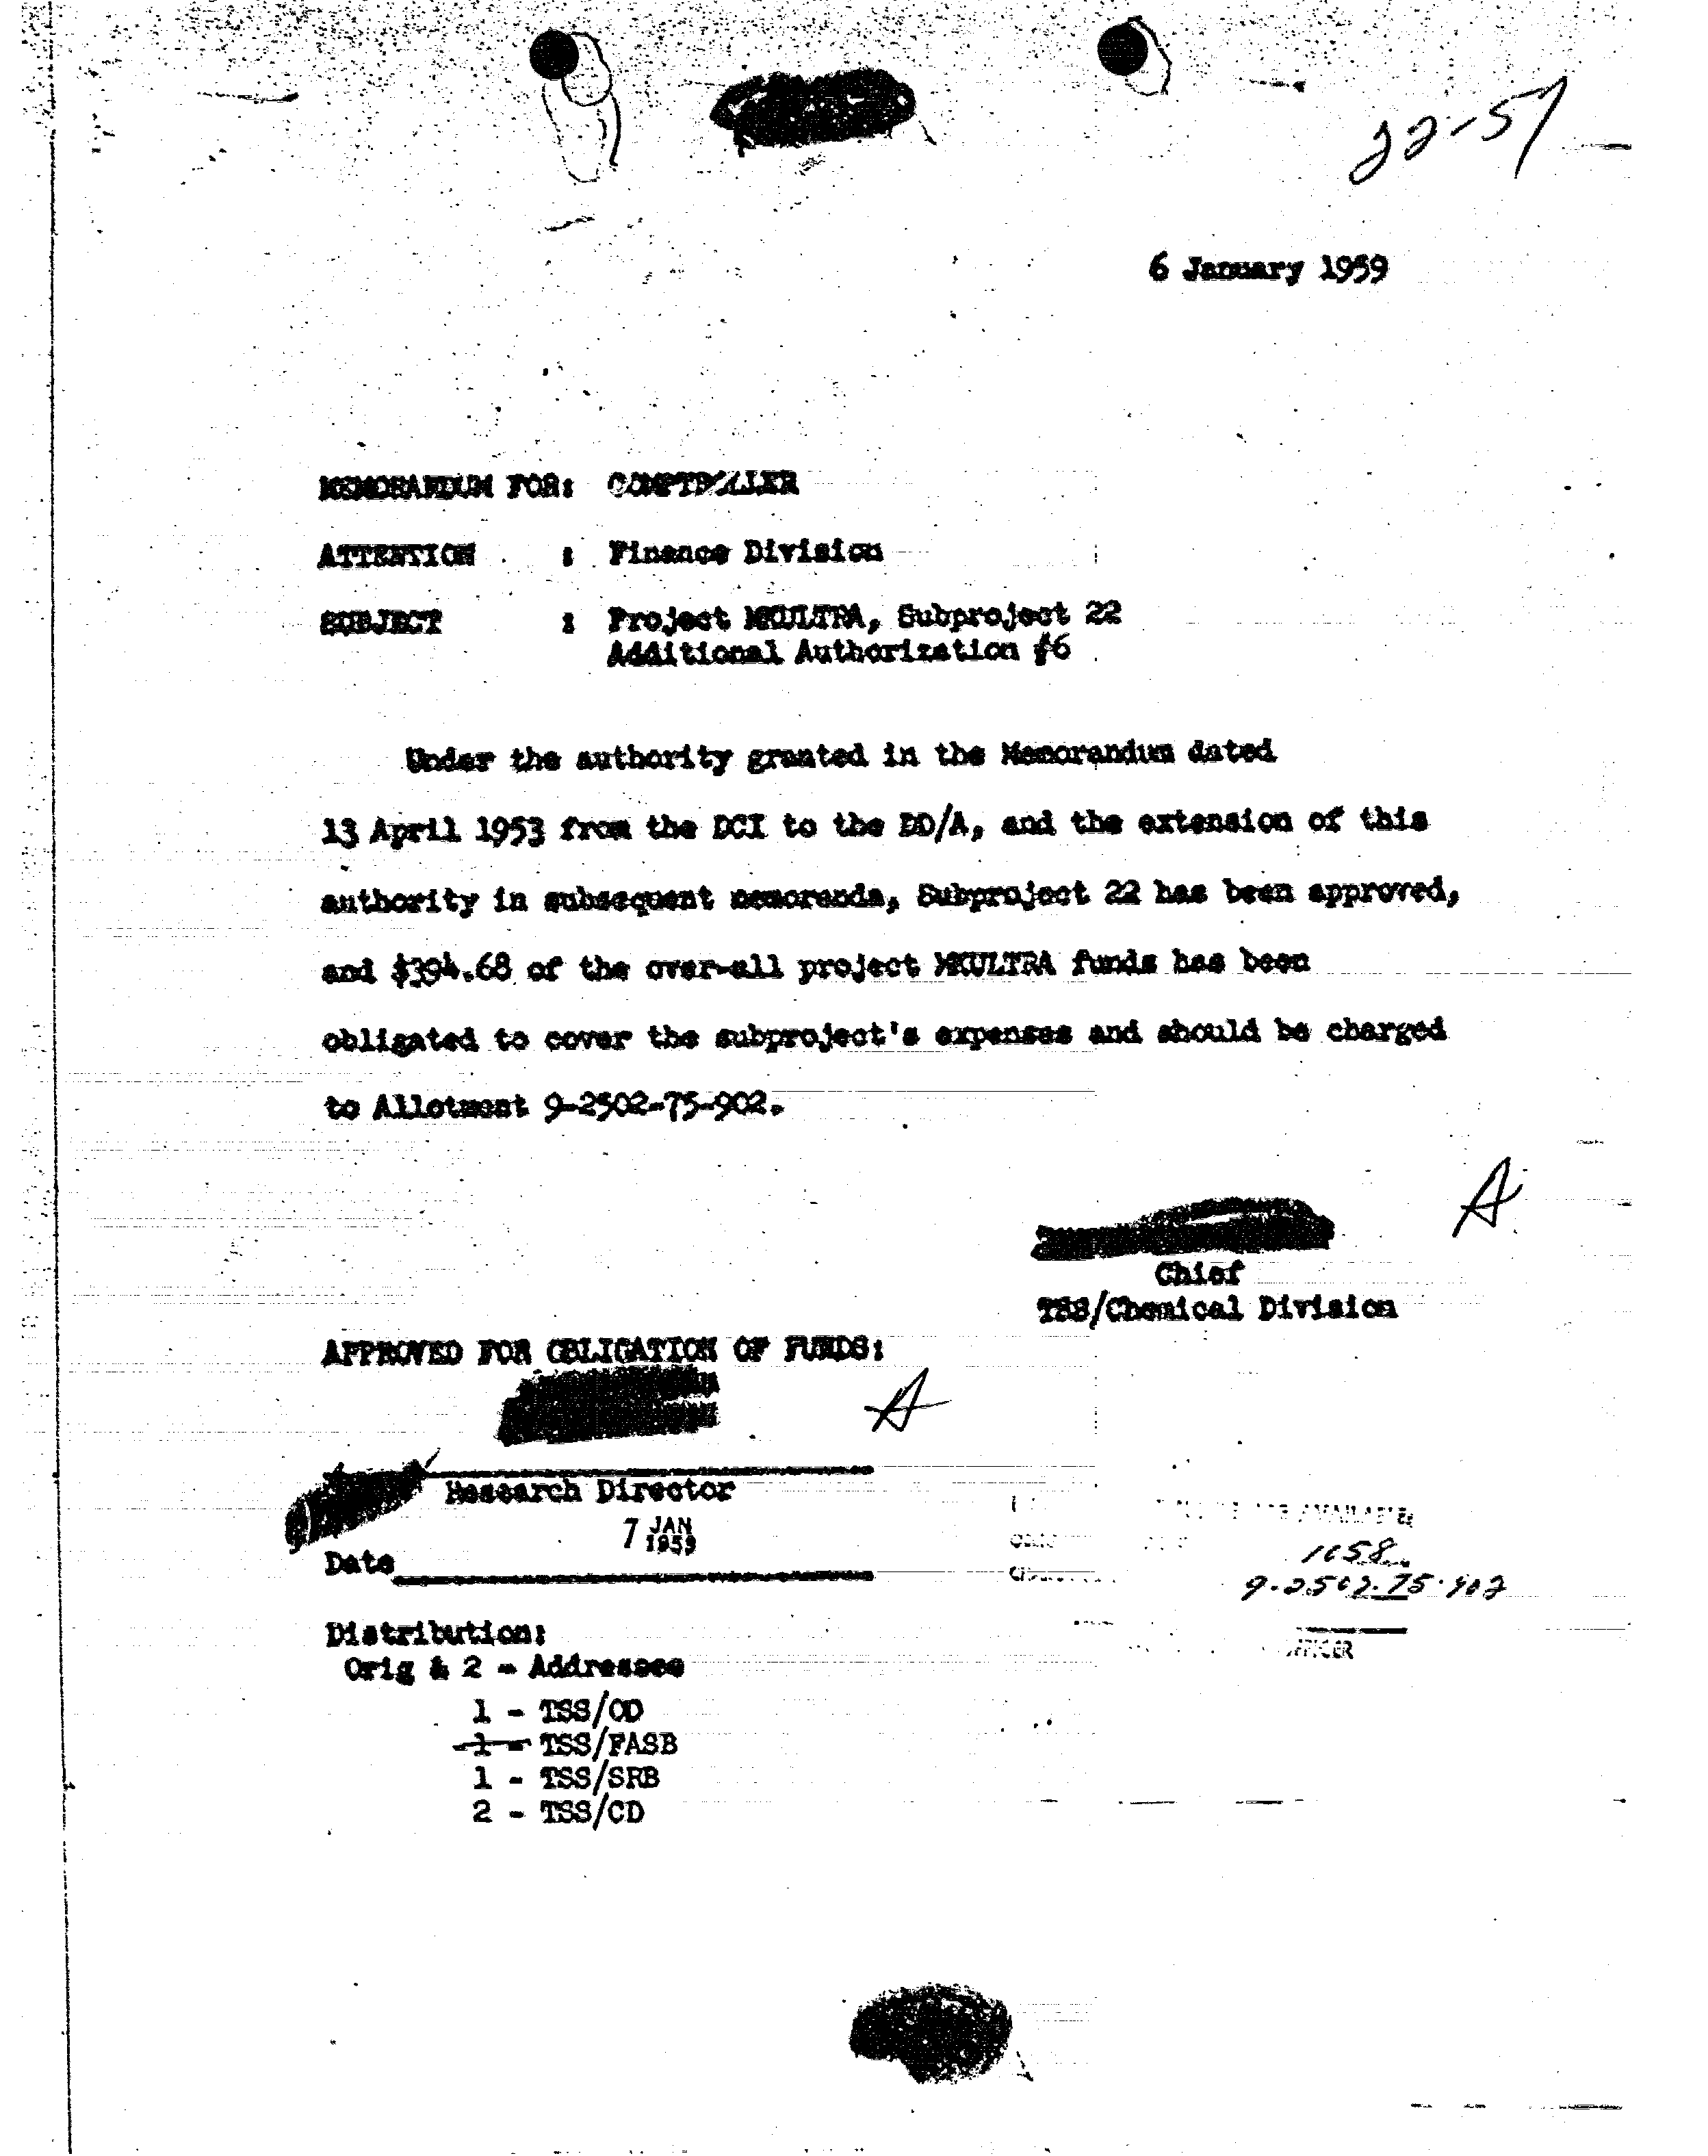 22-57
6 January 1959
MEMORANDUM FOR: COMPTROLLER
ATTENTION : Finance Division
SUBJECT : Project MKULTRA, Subproject 22
Additional Authorization #6
Under the authority granted in the Memorandum dated
13 April 1953 from the DCI to the DD/A, and the extension of this
authority in subsequent memoranda, Subproject 22 has been approved,
and $394.68 of the over-all project MKULTRA funds has been
obligated to cover the subproject's expenses and should be charged
to Allotment 9-2502-75-902.
A
Chief
TSS/Chemical Division
APPROVED FOR OBLIGATION OF FUNDS:
A
Research Director
7 JAN 1959
Date
AVAILABLE
1058
9-2502-75-902
OFFICER
Distribution:
Orig & 2 - Addressee
1 - TSS/OD
1 - TSS/FASB
1 - TSS/SRB
2 - TSS/CD